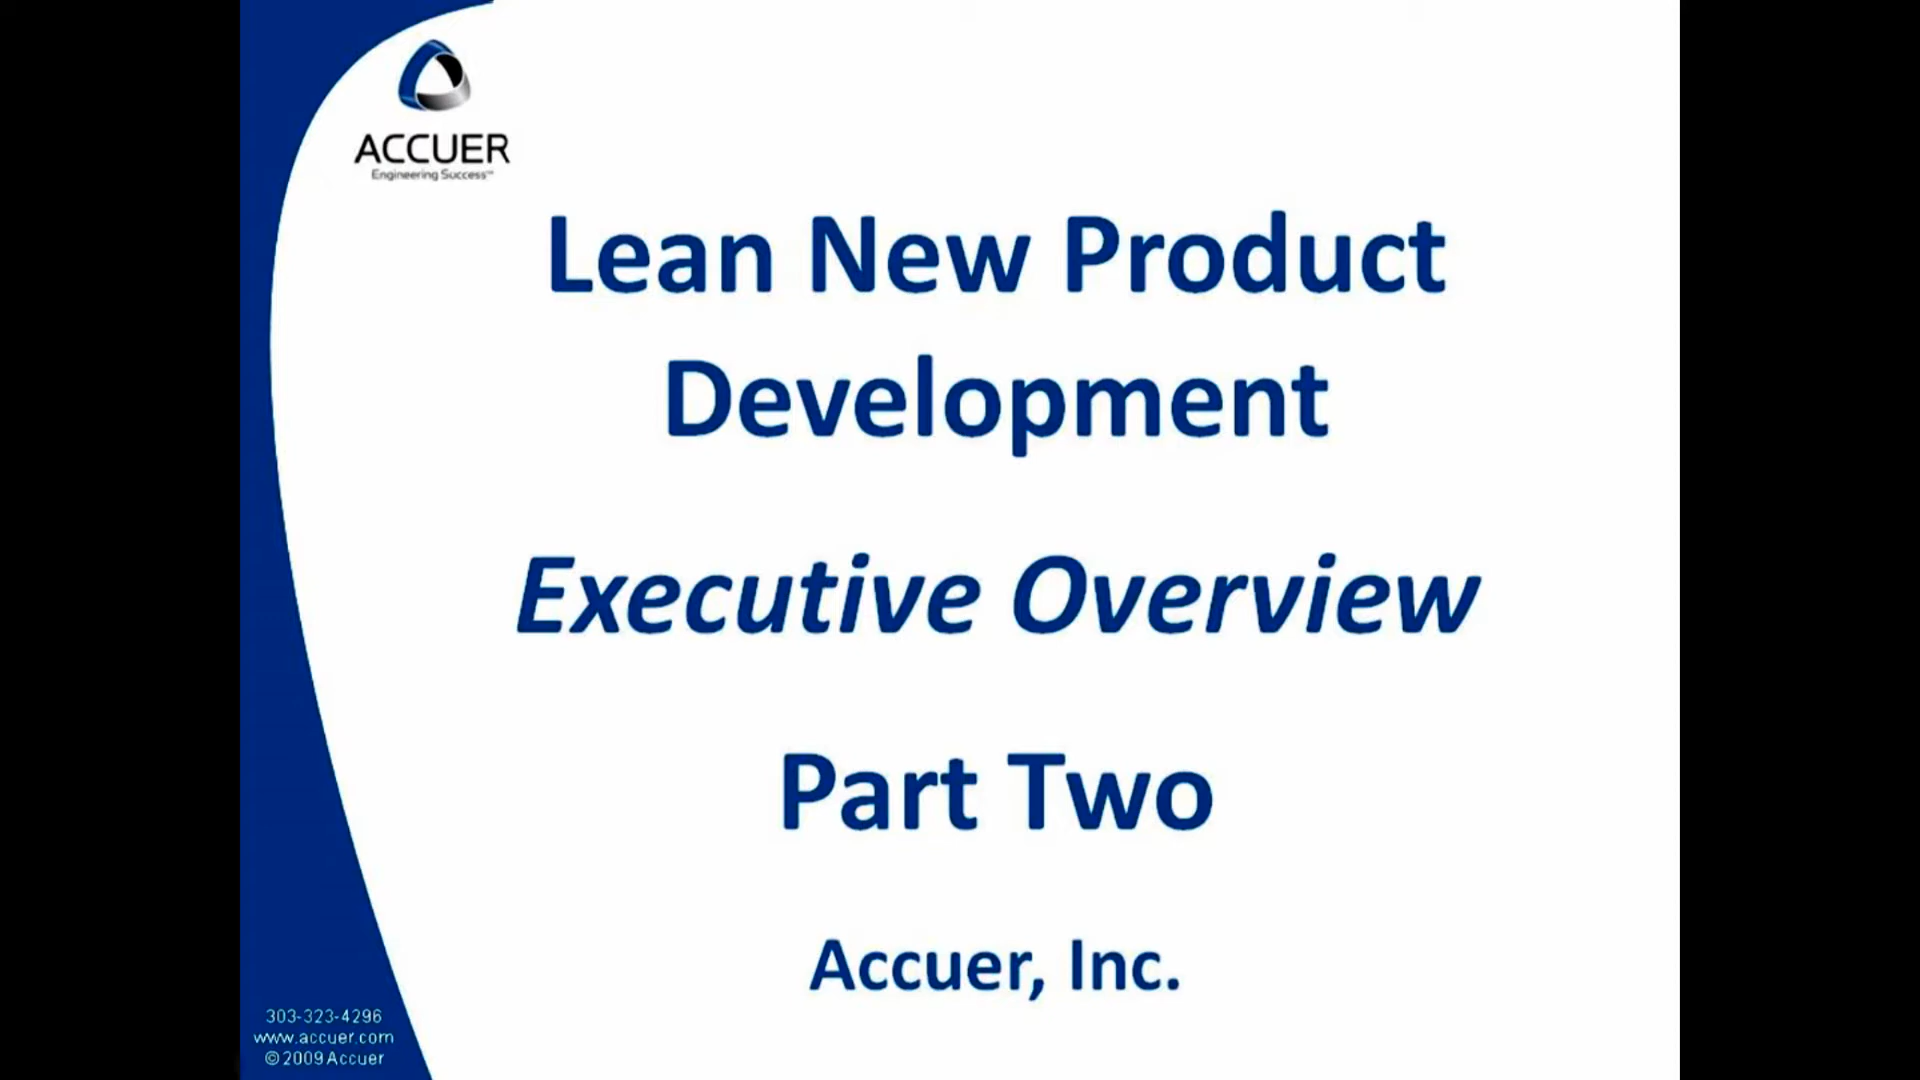 ACCUER
Engineering Success™
Lean New Product
Development
Executive Overview
Part Two
Accuer, Inc.
303-323-4296
www.accuer.com
©2009 Accuer